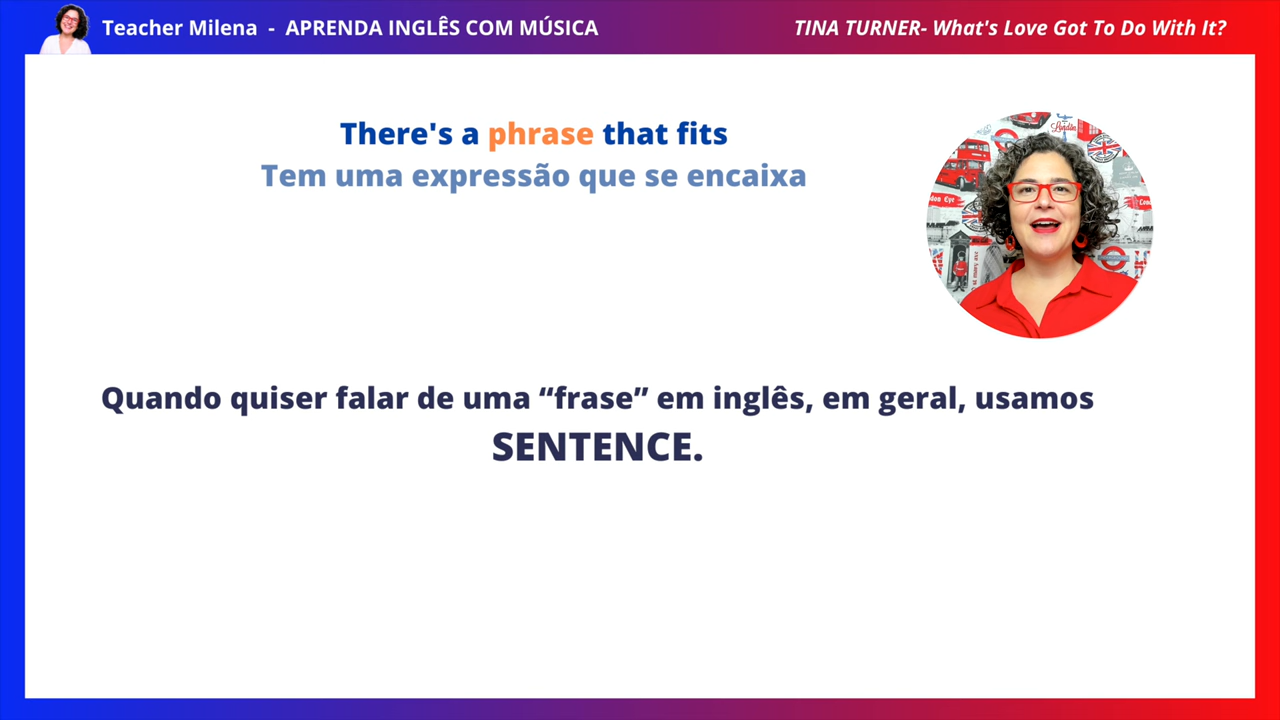 Teacher Milena - APRENDA INGLÊS COM MÚSICA
TINA TURNER- What's Love Got To Do With It?
There's a phrase that fits
Tem uma expressão que se encaixa
London
Quando quiser falar de uma “frase” em inglês, em geral, usamos
SENTENCE.